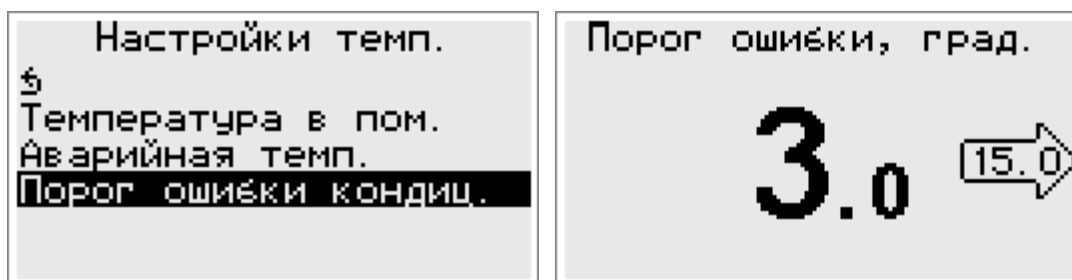 Настройки темп.
Температура в пом.
Аварийная темп.
Порог ошибки кондиц.
Порог ошибки, град.
3.0
15.0